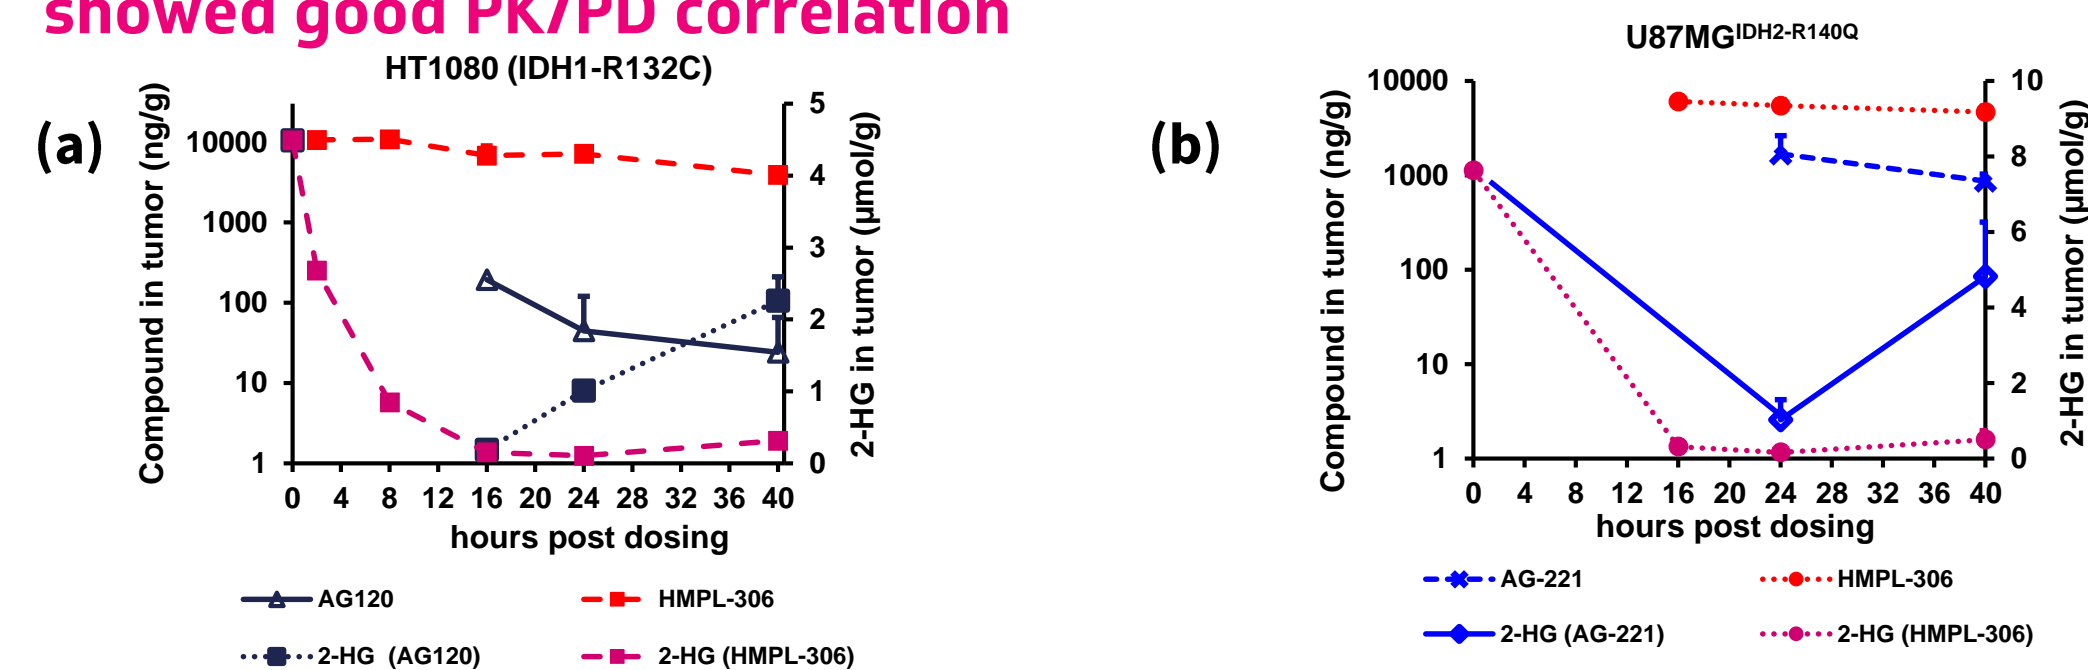 showed good PK/PD correlation
(a)
HT1080 (IDH1-R132C)
Compound in tumor (ng/g)
10000
1000
100
10
1
5
4
3
2
1
0
2-HG in tumor (µmol/g)
0 4 8 12 16 20 24 28 32 36 40
hours post dosing
AG120
HMPL-306
2-HG (AG120)
2-HG (HMPL-306)
(b)
U87MG^IDH2-R140Q
Compound in tumor (ng/g)
10000
1000
100
10
1
10
8
6
4
2
0
2-HG in tumor (µmol/g)
0 4 8 12 16 20 24 28 32 36 40
hours post dosing
AG-221
HMPL-306
2-HG (AG-221)
2-HG (HMPL-306)